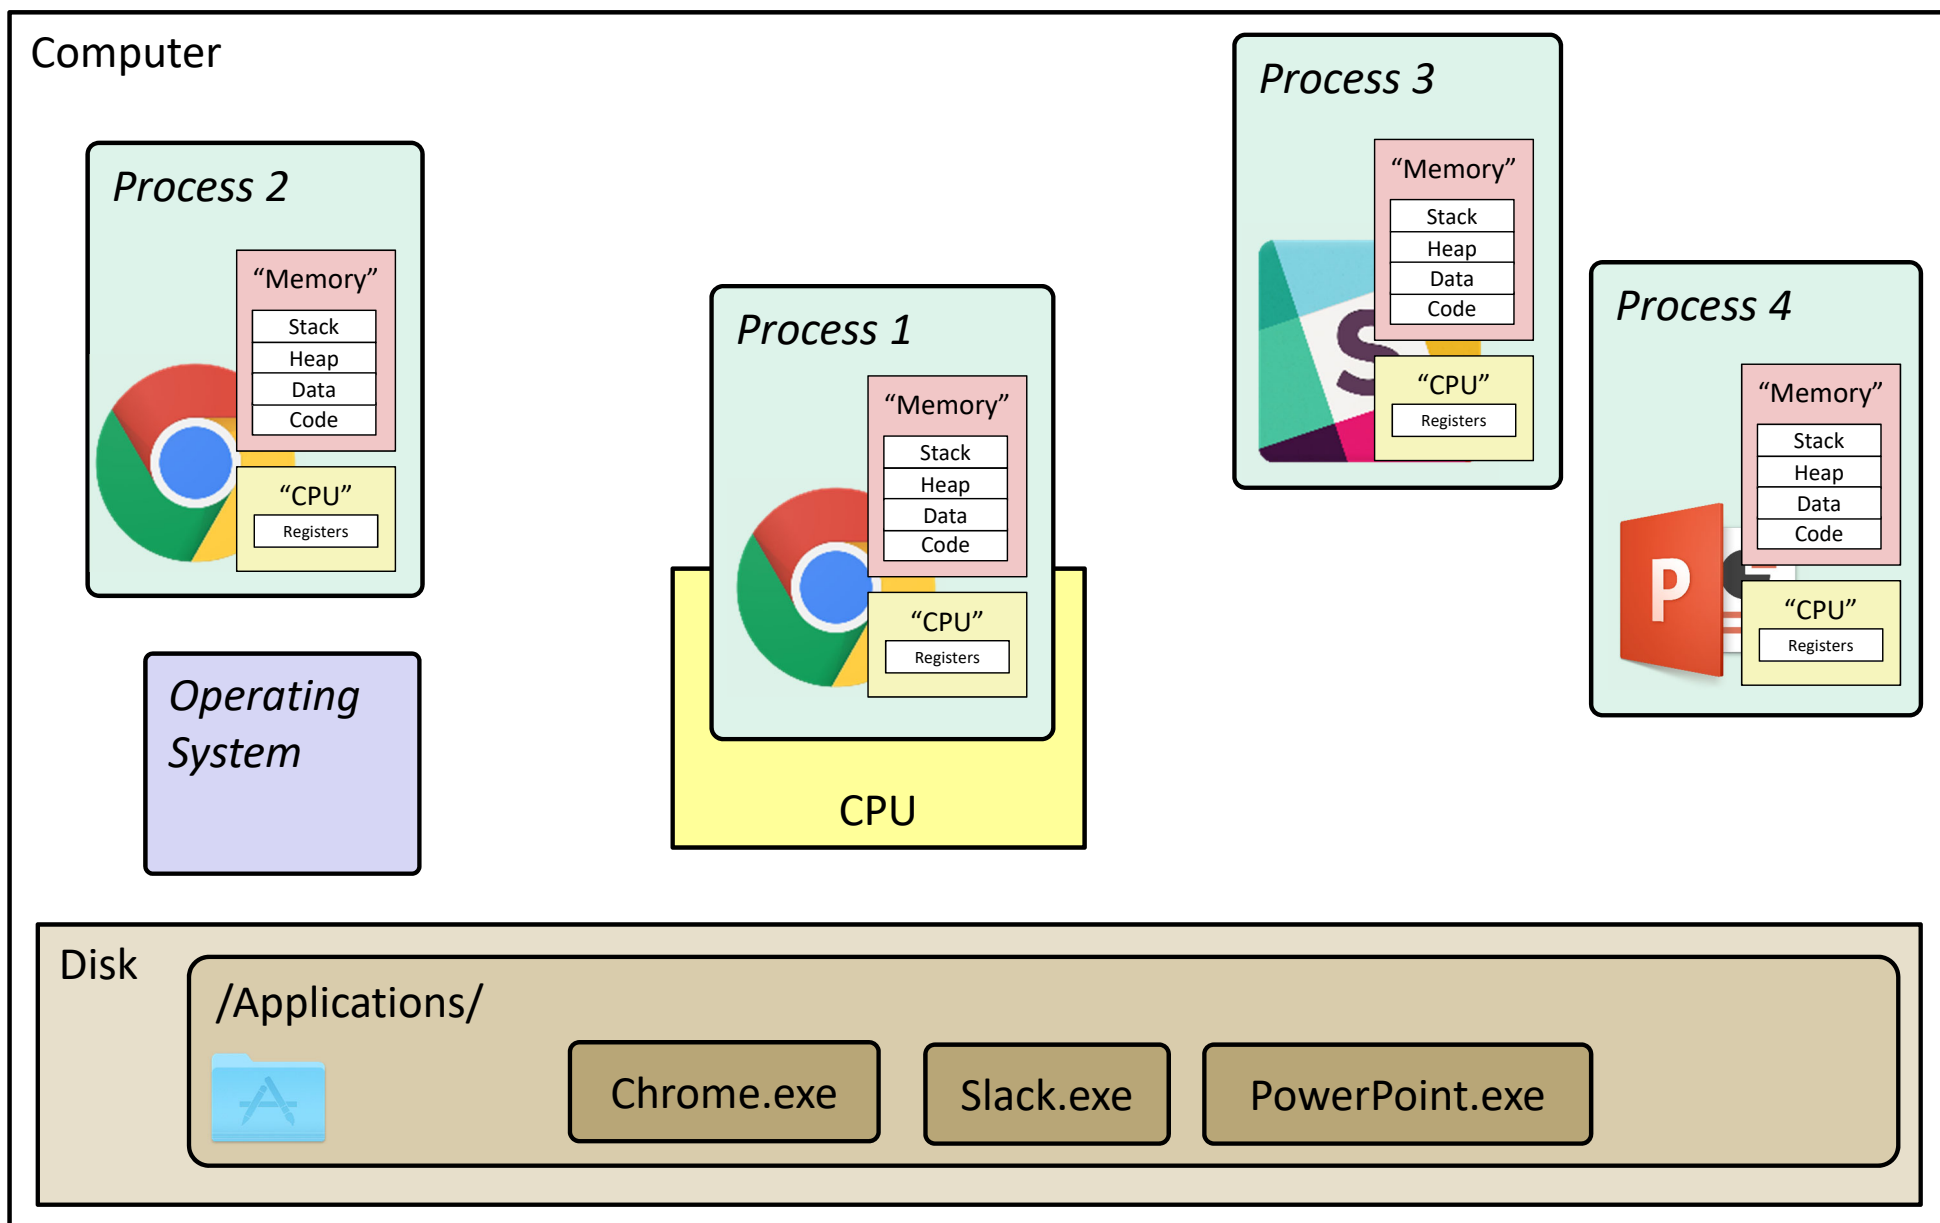 Computer
Process 2
“Memory”
Stack
Heap
Data
Code
“CPU”
Registers
Process 1
“Memory”
Stack
Heap
Data
Code
“CPU”
Registers
CPU
Process 3
“Memory”
Stack
Heap
Data
Code
S
“CPU”
Registers
Process 4
“Memory”
Stack
Heap
Data
Code
P
“CPU”
Registers
Operating
System
Disk
/Applications/
Chrome.exe
Slack.exe
PowerPoint.exe